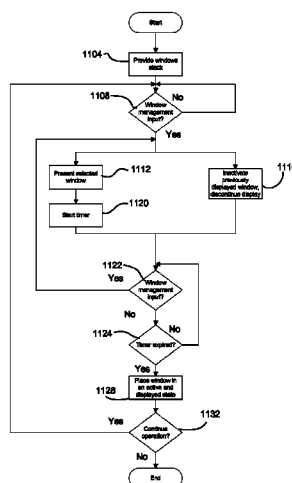 Start
1104
Provide windows
stack
1108
Window
management
input?
No
Yes
Present selected
window
1112
Inactivate
previously
displayed window,
discontinue display
111
Start timer
1120
1122
Window
management
input?
Yes
No
1124
Timer expired?
No
Yes
Place window in
an active and
displayed state
1128
Continue
operation?
1132
Yes
No
End